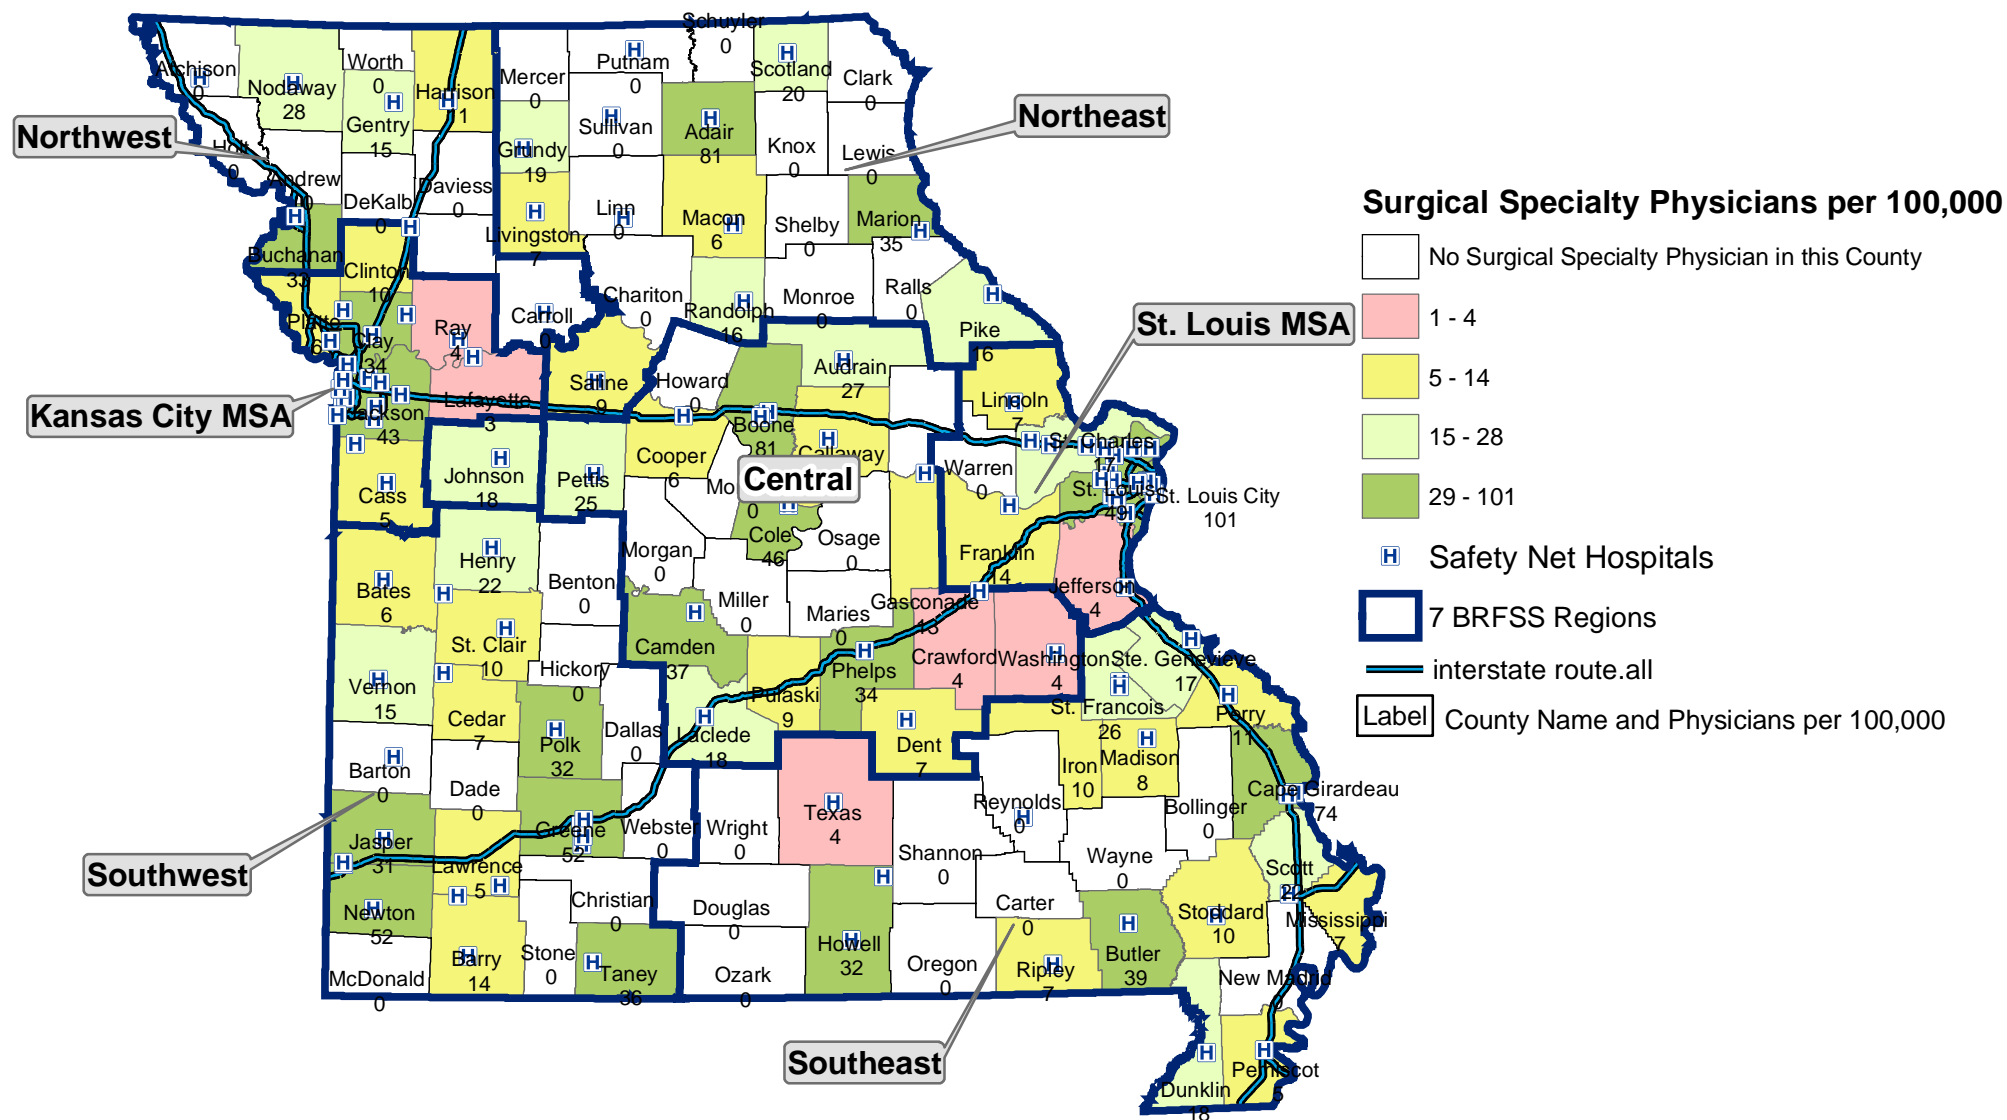 Schuyler
0
Atchison
0
Nodaway
28
Worth
0
Gentry
15
Harrison
11
Mercer
0
Putnam
0
Scotland
20
Clark
0
Northwest
Northeast
Holt
0
Andrew
0
DeKalb
0
Daviess
0
Grundy
19
Sullivan
0
Adair
81
Knox
0
Lewis
0
Livingston
7
Linn
0
Macon
6
Shelby
0
Marion
35
Buchanan
33
Clinton
10
Platte
6
Clay
34
Ray
4
Carroll
0
Chariton
0
Randolph
16
Monroe
0
Ralls
0
Pike
16
St. Louis MSA
Kansas City MSA
Jackson
43
Lafayette
3
Saline
9
Howard
0
Boone
81
Audrain
27
Callaway
Lincoln
7
St. Charles
17
Warren
0
St. Louis
49
St. Louis City
101
Cass
5
Johnson
18
Pettis
25
Cooper
6
Mo
0
Central
Cole
46
Osage
0
Franklin
14
Jefferson
4
Bates
6
Henry
22
Benton
0
Morgan
0
Miller
0
Maries
0
Gasconade
13
Vernon
15
St. Clair
10
Hickory
0
Camden
37
Pulaski
9
Phelps
34
Crawford
4
Washington
4
Ste. Genevieve
17
St. Francois
26
Perry
11
Cedar
7
Polk
32
Dallas
0
Laclede
18
Dent
7
Iron
10
Madison
8
Barton
0
Dade
0
Greene
52
Webster
0
Wright
0
Texas
4
Reynolds
0
Bollinger
0
Cape Girardeau
74
Southwest
Jasper
31
Lawrence
5
Christian
0
Shannon
0
Wayne
0
Scott
22
Newton
52
Douglas
0
Howell
32
Carter
0
Butler
39
Stoddard
10
Mississippi
7
McDonald
0
Barry
14
Stone
0
Taney
36
Ozark
0
Oregon
0
Ripley
7
New Madrid
0
Southeast
Dunklin
18
Pemiscot
5
Surgical Specialty Physicians per 100,000
No Surgical Specialty Physician in this County
1 - 4
5 - 14
15 - 28
29 - 101
H Safety Net Hospitals
7 BRFSS Regions
interstate route.all
Label County Name and Physicians per 100,000